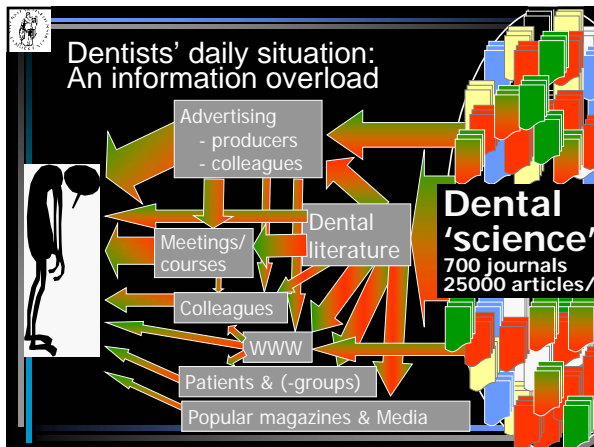 Dentists' daily situation:
An information overload
Advertising
- producers
- colleagues
Dental
literature
Meetings/
courses
Colleagues
WWW
Patients & (-groups)
Popular magazines & Media
Dental
'science'
700 journals
25000 articles/